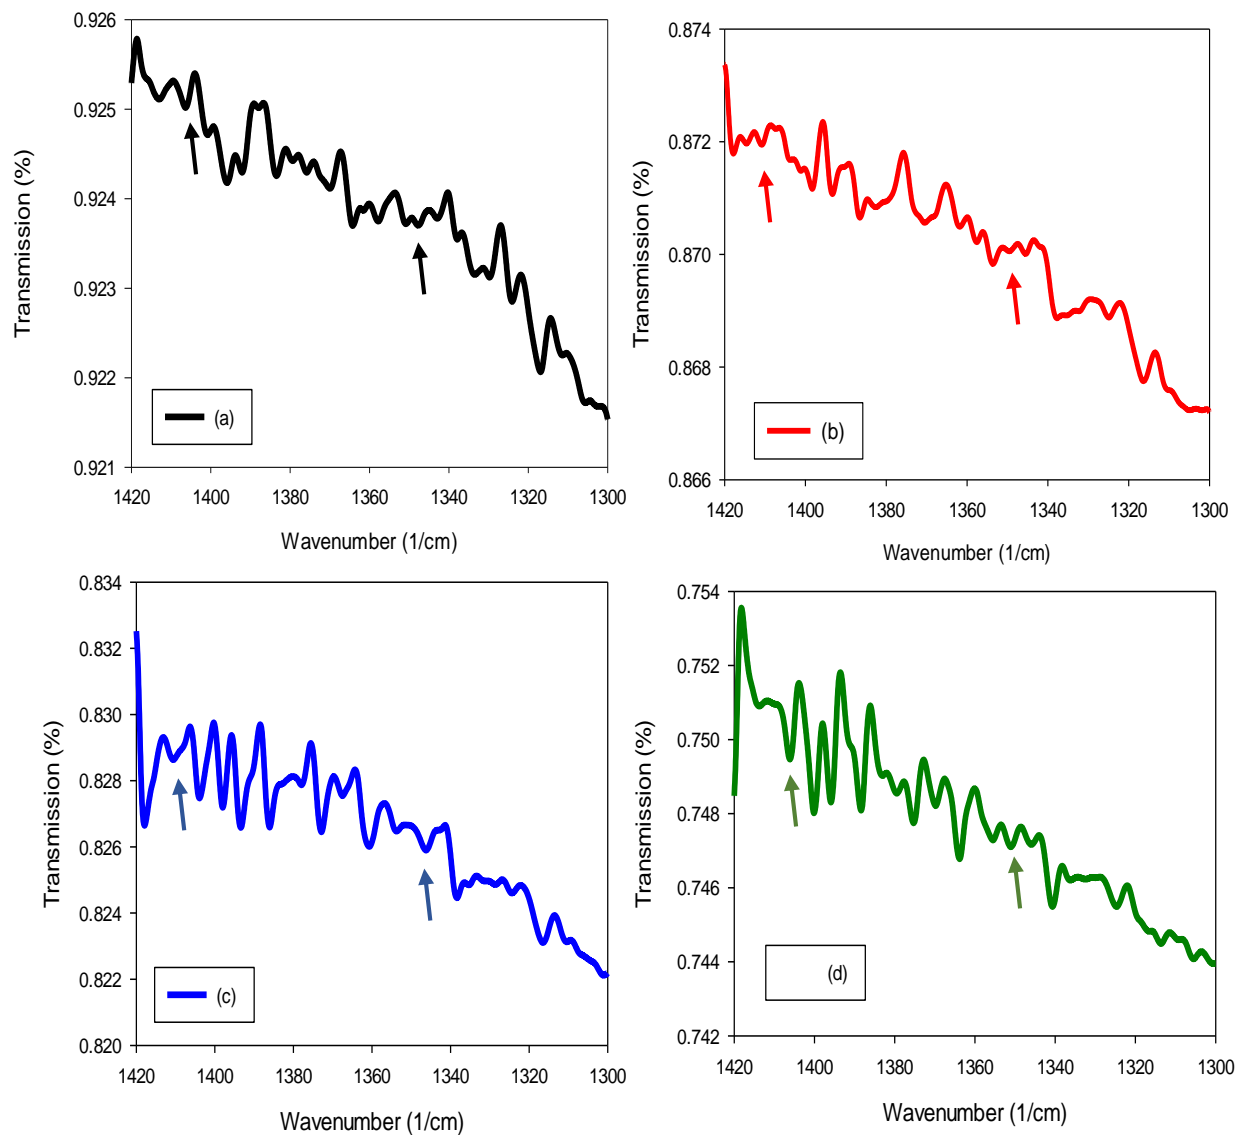 0.926
0.925
0.924
0.923
0.922
0.921
1420 1400 1380 1360 1340 1320 1300
Transmission (%)
Wavenumber (1/cm)
(a)
0.874
0.872
0.870
0.868
0.866
1420 1400 1380 1360 1340 1320 1300
Transmission (%)
Wavenumber (1/cm)
(b)
0.834
0.832
0.830
0.828
0.826
0.824
0.822
0.820
1420 1400 1380 1360 1340 1320 1300
Transmission (%)
Wavenumber (1/cm)
(c)
0.754
0.752
0.750
0.748
0.746
0.744
0.742
1420 1400 1380 1360 1340 1320 1300
Transmission (%)
Wavenumber (1/cm)
(d)